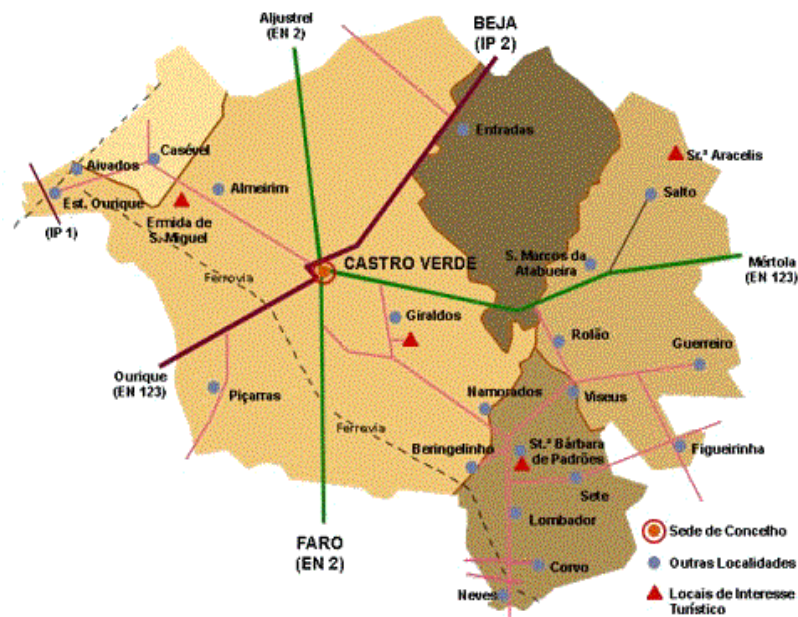 Aljustrel
(EN 2)
BEJA
(IP 2)
Entradas
Casével
Aivados
Almeirim
Est. Ourique
Ermida de
S. Miguel
(IP 1)
Sr.ª Aracelis
Salto
S. Marcos da
Atabueira
Mértola
(EN 123)
CASTRO VERDE
Ferrovia
Giraldos
Rolão
Guerreiro
Ourique
(EN 123)
Piçarras
Namorados
Viseus
Ferrovia
Beringelinho
St.ª Bárbara
de Padrões
Figueirinha
Sete
Lombador
FARO
(EN 2)
Corvo
Neves
Sede de Concelho
Outras Localidades
Locais de Interesse
Turístico